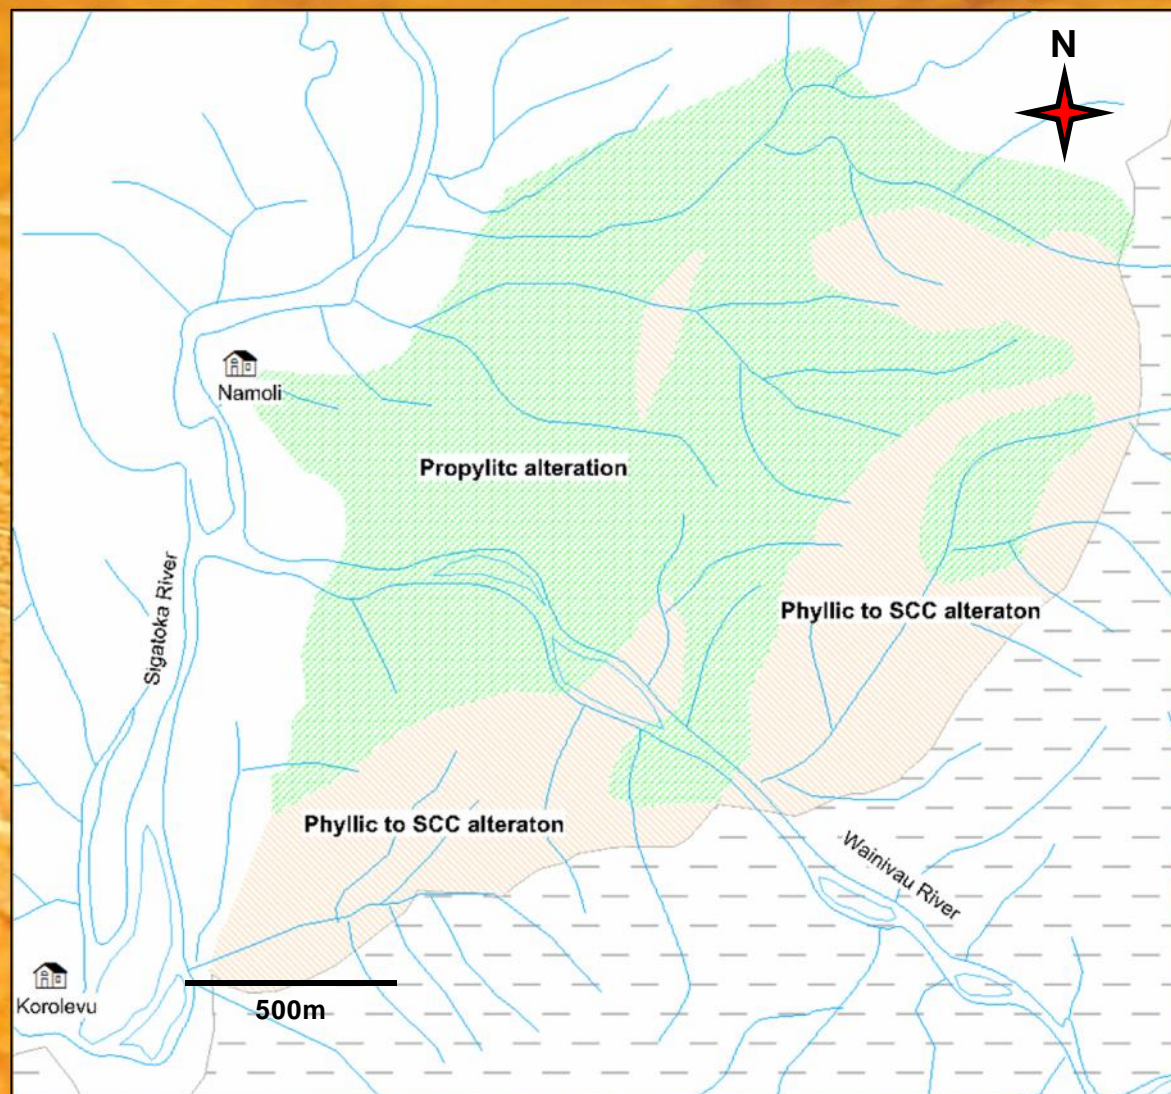 N
Namoli
Propylitc alteration
Sigatoka River
Phyllic to SCC alteraton
Phyllic to SCC alteraton
Wainivau River
Korolevu
500m